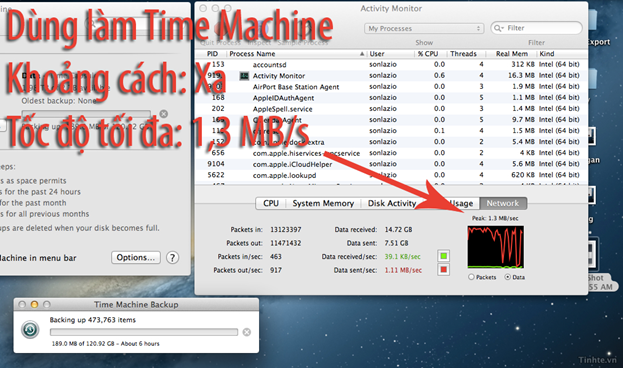 Dùng làm Time Machine
Khoảng cách: Xa
Tốc độ tối đa: 1,3 MB/s
Activity Monitor
My Processes
Filter
Show
Filter
PID Process Name User % CPU Threads Real Mem Kind
153 accountsd sonlazio 0.0 4 312 KB Intel (64 bit)
Activity Monitor sonlazio 0.6 4 16.3 MB Intel (64 bit)
AirPort Base Station Agent sonlazio 0.0 3 1.9 MB Intel (64 bit)
168 AppleIDAuthAgent sonlazio 0.0 5 1.1 MB Intel (64 bit)
202 AppleSpell.service sonlazio 0.0 3 1.4 MB Intel (64 bit)
sonlazio 0.0 5 9.7 MB Intel (64 bit)
sonlazio 0.1 4 1.5 MB Intel (64 bit)
152 extra sonlazio 0.0 2 5.4 MB Intel (64 bit)
656 com.apple.hiservices sonlazio 0.0 2 4 KB Intel (64 bit)
915 com.apple.iCloudHelper sonlazio 0.0 4 5.6 MB Intel (64 bit)
5622 com.apple.lookupd sonlazio 0.0 4 620 KB Intel (64 bit)
Oldest backup: None
eeps:
as space permits
s for the past 24 hours
for the past month
s for all previous months
ups are deleted when your disk becomes full.
achine in menu bar
Options...
?
CPU System Memory Disk Activity Usage Network
Peak: 1.3 MB/sec
Packets in: 13123397 Data received: 14.72 GB
Packets out: 11471432 Data sent: 7.51 GB
Packets in/sec: 463 Data received/sec: 39.1 KB/sec
Packets out/sec: 917 Data sent/sec: 1.11 MB/sec
Packets Data
Time Machine Backup
Backing up 473,763 items
189.0 MB of 120.92 GB – About 6 hours
Export
gan
Shot
55 AM
Tinhte.vn